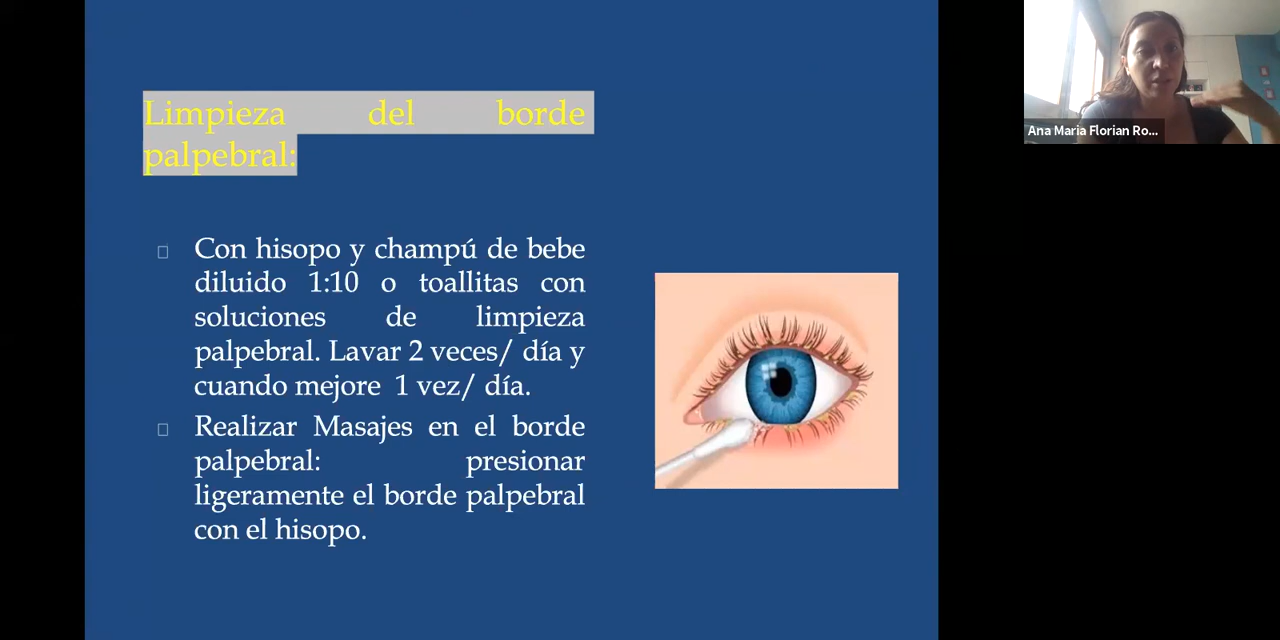 Limpieza del borde
palpebral:
Con hisopo y champú de bebe
diluido 1:10 o toallitas con
soluciones de limpieza
palpebral. Lavar 2 veces/ día y
cuando mejore 1 vez/ día.
Realizar Masajes en el borde
palpebral: presionar
ligeramente el borde palpebral
con el hisopo.
Ana Maria Florian Ro...